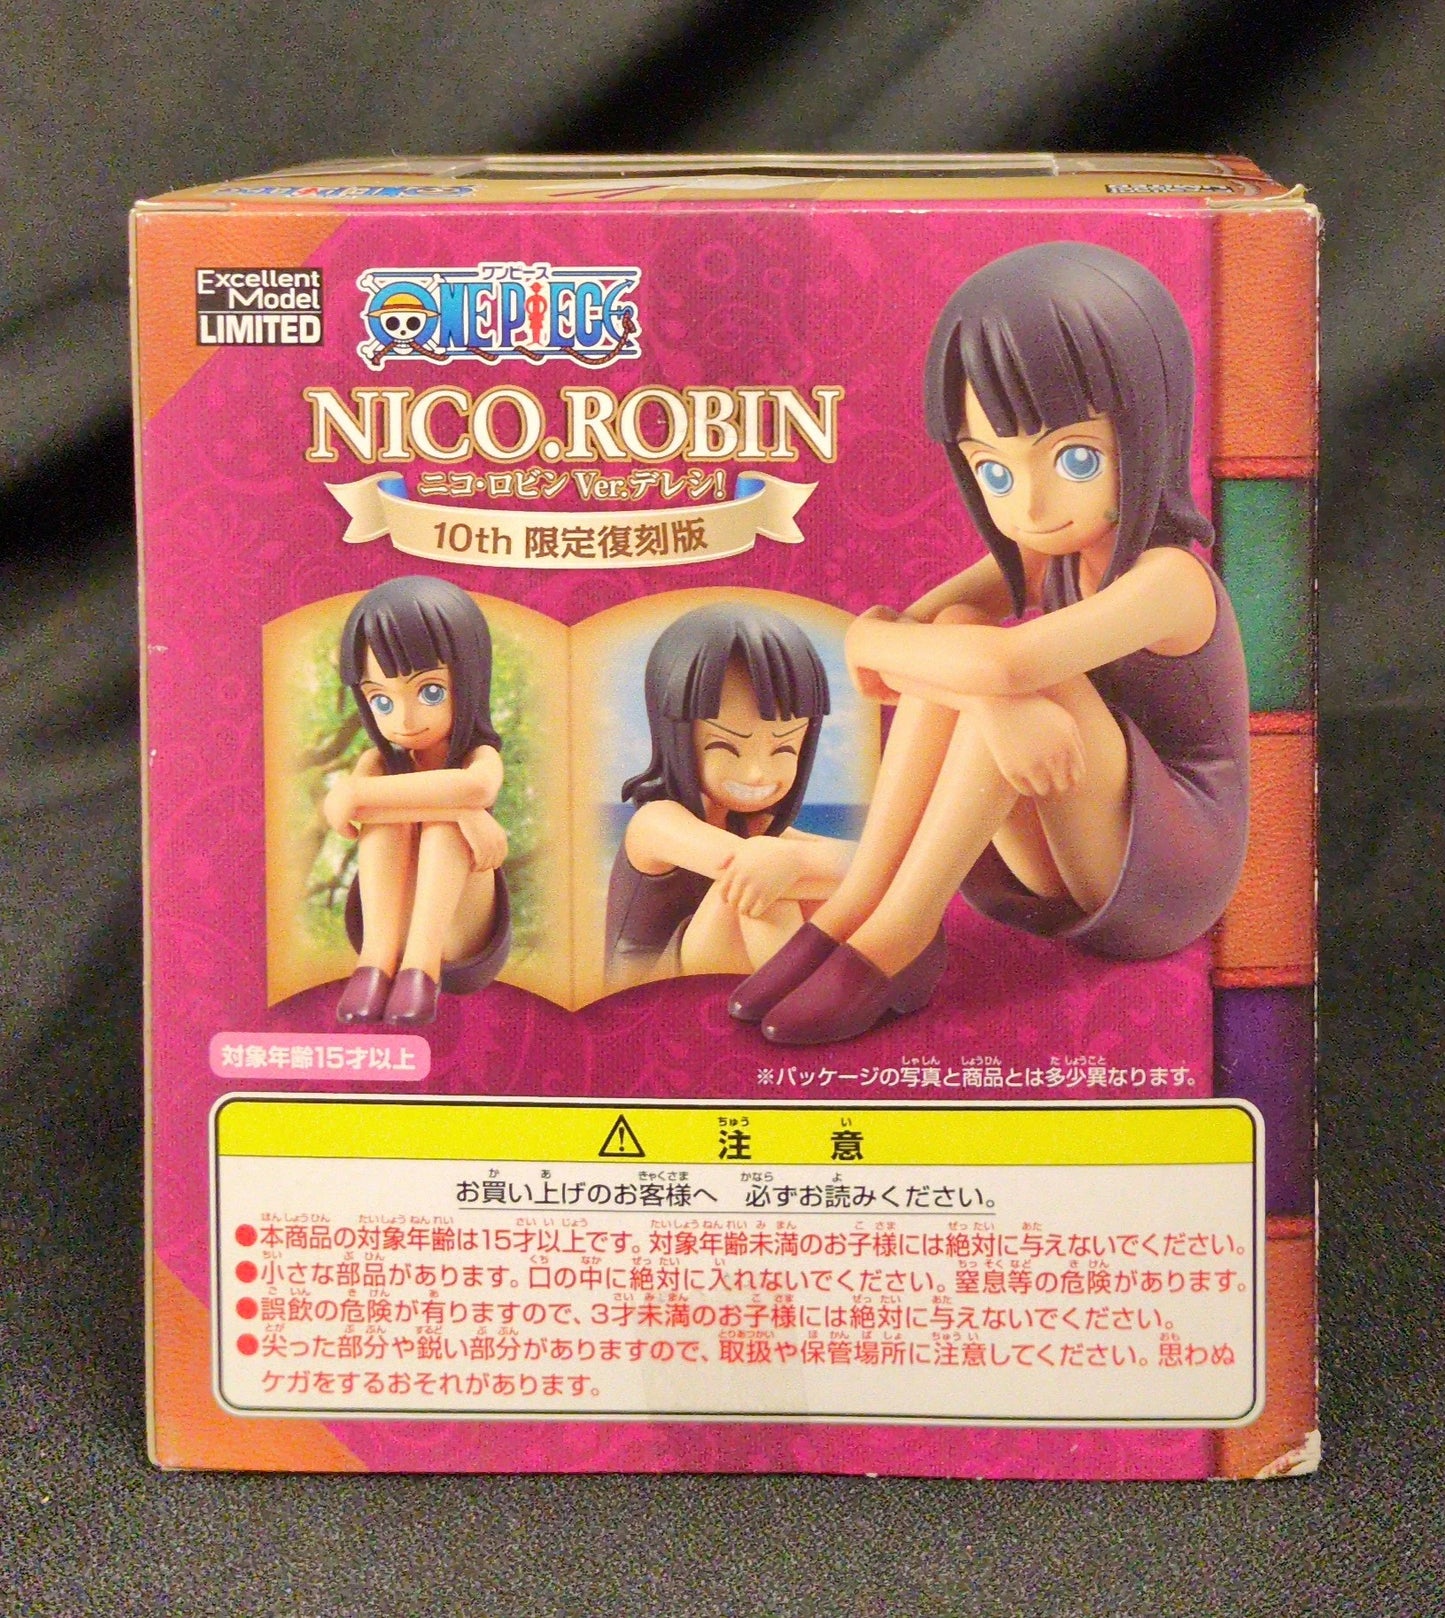 Excellent
Model
LIMITED
ワンピース
ONE PIECE
NICO.ROBIN
ニコ・ロビン Ver.デレシ!
10th 限定復刻版
対象年齢15才以上
※パッケージの写真と商品とは多少異なります。
注意
お買い上げのお客様へ 必ずお読みください。
●本商品の対象年齢は15才以上です。対象年齢未満のお子様には絶対に与えないでください。
●小さな部品があります。口の中に絶対に入れないでください。窒息等の危険があります。
●誤飲の危険が有りますので、3才未満のお子様には絶対に与えないでください。
●尖った部分や鋭い部分がありますので、取扱や保管場所に注意してください。思わぬ
ケガをするおそれがあります。